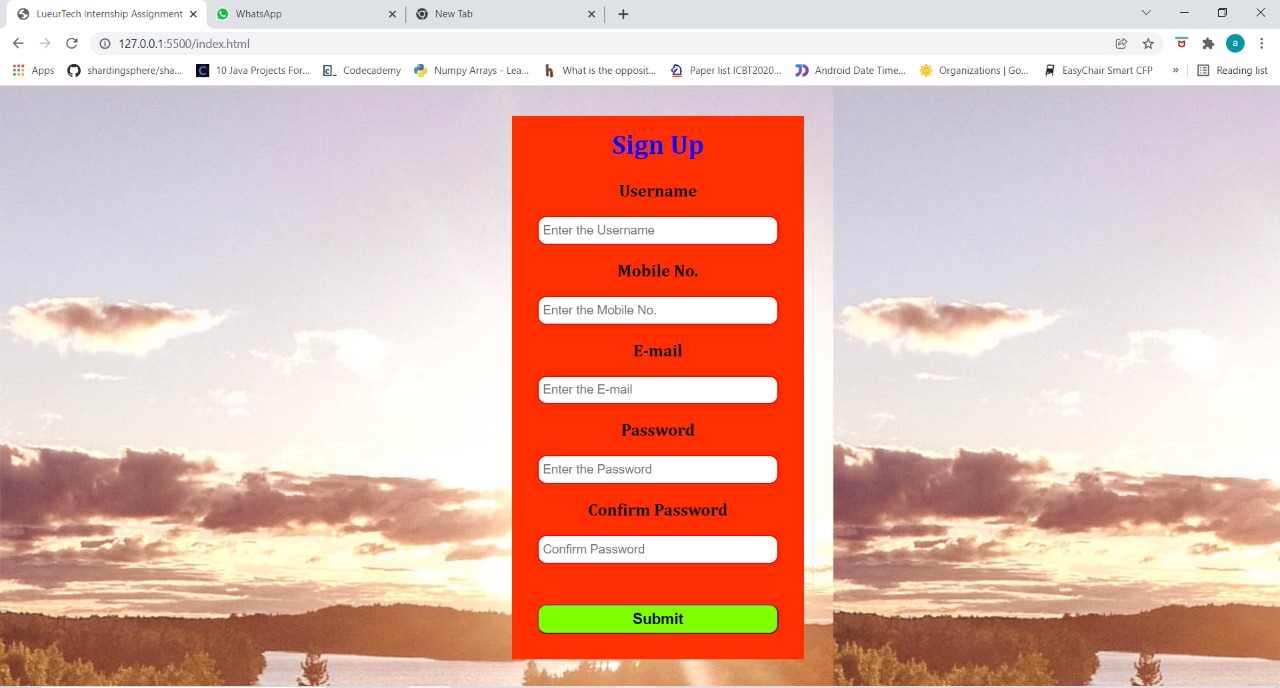 LueurTech Internship Assignment
WhatsApp
New Tab
127.0.0.1:5500/index.html
a
Apps
shardingsphere/sha...
10 Java Projects For...
Codecademy
Numpy Arrays - Lea...
What is the opposit...
Paper list ICBT2020...
Android Date Time...
Organizations | Go...
EasyChair Smart CFP
»
Reading list
Sign Up
Username
Enter the Username
Mobile No.
Enter the Mobile No.
E-mail
Enter the E-mail
Password
Enter the Password
Confirm Password
Confirm Password
Submit